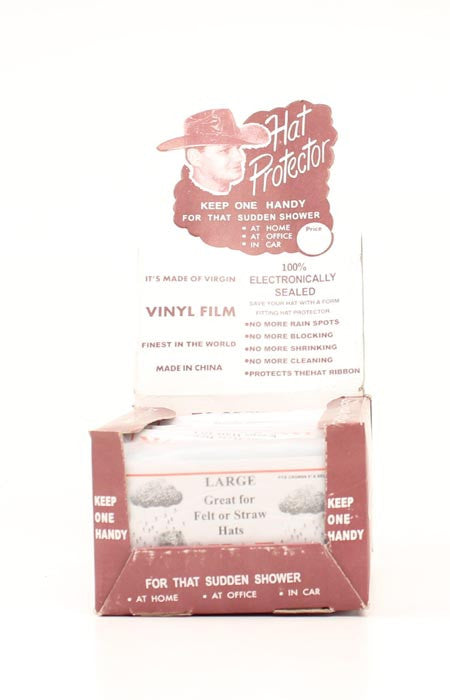 Hat
Protector
KEEP ONE HANDY
FOR THAT SUDDEN SHOWER
• AT HOME
• AT OFFICE
• IN CAR
Price
IT'S MADE OF VIRGIN
VINYL FILM
FINEST IN THE WORLD
MADE IN CHINA
100%
ELECTRONICALLY
SEALED
SAVE YOUR HAT WITH A FORM
FITTING HAT PROTECTOR
•NO MORE RAIN SPOTS
•NO MORE BLOCKING
•NO MORE SHRINKING
•NO MORE CLEANING
•PROTECTS THEHAT RIBBON
LARGE
Great for
Felt or Straw
Hats
KEEP
ONE
HANDY
KEEP
ONE
HANDY
FOR THAT SUDDEN SHOWER
• AT HOME • AT OFFICE • IN CAR